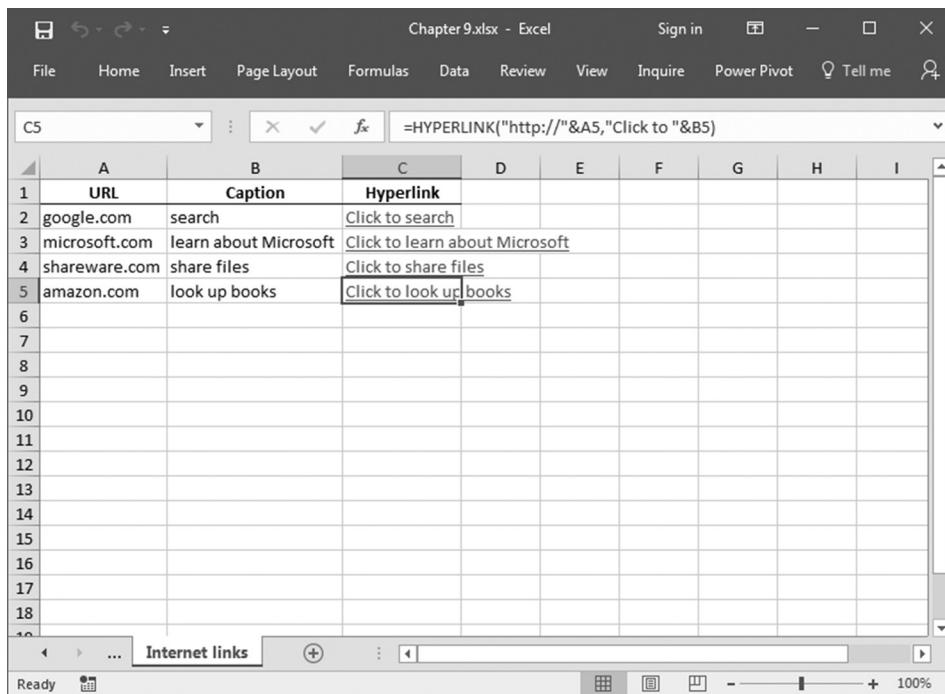 Chapter 9.xlsx - Excel Sign in
File Home Insert Page Layout Formulas Data Review View Inquire Power Pivot Tell me
C5 fx =HYPERLINK("http://"&A5,"Click to "&B5)
A B C D E F G H I
1 URL Caption Hyperlink
2 google.com search Click to search
3 microsoft.com learn about Microsoft Click to learn about Microsoft
4 shareware.com share files Click to share files
5 amazon.com look up books Click to look up books
6
7
8
9
10
11
12
13
14
15
16
17
18
19
... Internet links
Ready 100%